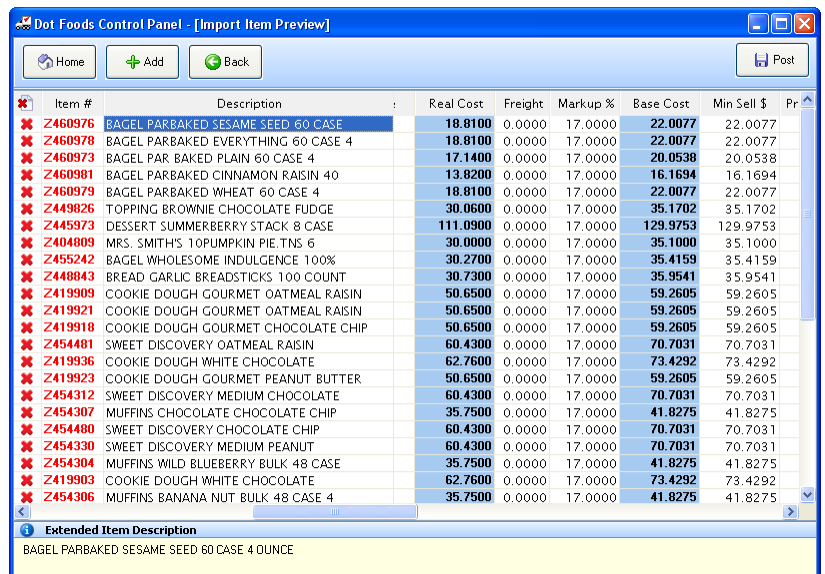 Dot Foods Control Panel - [Import Item Preview]
Home Add Back Post
Item # Description Real Cost Freight Markup % Base Cost Min Sell $ Pr
Z460976 BAGEL PARBAKED SESAME SEED 60 CASE 18.8100 0.0000 17.0000 22.0077 22.0077
Z460978 BAGEL PARBAKED EVERYTHING 60 CASE 4 18.8100 0.0000 17.0000 22.0077 22.0077
Z460973 BAGEL PAR BAKED PLAIN 60 CASE 4 17.1400 0.0000 17.0000 20.0538 20.0538
Z460981 BAGEL PARBAKED CINNAMON RAISIN 40 13.8200 0.0000 17.0000 16.1694 16.1694
Z460979 BAGEL PARBAKED WHEAT 60 CASE 4 18.8100 0.0000 17.0000 22.0077 22.0077
Z449826 TOPPING BROWNIE CHOCOLATE FUDGE 30.0600 0.0000 17.0000 35.1702 35.1702
Z445973 DESSERT SUMMERBERRY STACK 8 CASE 111.0900 0.0000 17.0000 129.9753 129.9753
Z404809 MRS. SMITH'S 10PUMPKIN PIE.TNS 6 30.0000 0.0000 17.0000 35.1000 35.1000
Z455242 BAGEL WHOLESOME INDULGENCE 100% 30.2700 0.0000 17.0000 35.4159 35.4159
Z448843 BREAD GARLIC BREADSTICKS 100 COUNT 30.7300 0.0000 17.0000 35.9541 35.9541
Z419909 COOKIE DOUGH GOURMET OATMEAL RAISIN 50.6500 0.0000 17.0000 59.2605 59.2605
Z419921 COOKIE DOUGH GOURMET OATMEAL RAISIN 50.6500 0.0000 17.0000 59.2605 59.2605
Z419918 COOKIE DOUGH GOURMET CHOCOLATE CHIP 50.6500 0.0000 17.0000 59.2605 59.2605
Z454481 SWEET DISCOVERY OATMEAL RAISIN 60.4300 0.0000 17.0000 70.7031 70.7031
Z419936 COOKIE DOUGH WHITE CHOCOLATE 62.7600 0.0000 17.0000 73.4292 73.4292
Z419923 COOKIE DOUGH GOURMET PEANUT BUTTER 50.6500 0.0000 17.0000 59.2605 59.2605
Z454312 SWEET DISCOVERY MEDIUM CHOCOLATE 60.4300 0.0000 17.0000 70.7031 70.7031
Z454307 MUFFINS CHOCOLATE CHOCOLATE CHIP 35.7500 0.0000 17.0000 41.8275 41.8275
Z454480 SWEET DISCOVERY CHOCOLATE CHIP 60.4300 0.0000 17.0000 70.7031 70.7031
Z454330 SWEET DISCOVERY MEDIUM PEANUT 60.4300 0.0000 17.0000 70.7031 70.7031
Z454304 MUFFINS WILD BLUEBERRY BULK 48 CASE 35.7500 0.0000 17.0000 41.8275 41.8275
Z419903 COOKIE DOUGH WHITE CHOCOLATE 62.7600 0.0000 17.0000 73.4292 73.4292
Z454306 MUFFINS BANANA NUT BULK 48 CASE 4 35.7500 0.0000 17.0000 41.8275 41.8275
Extended Item Description
BAGEL PARBAKED SESAME SEED 60 CASE 4 OUNCE